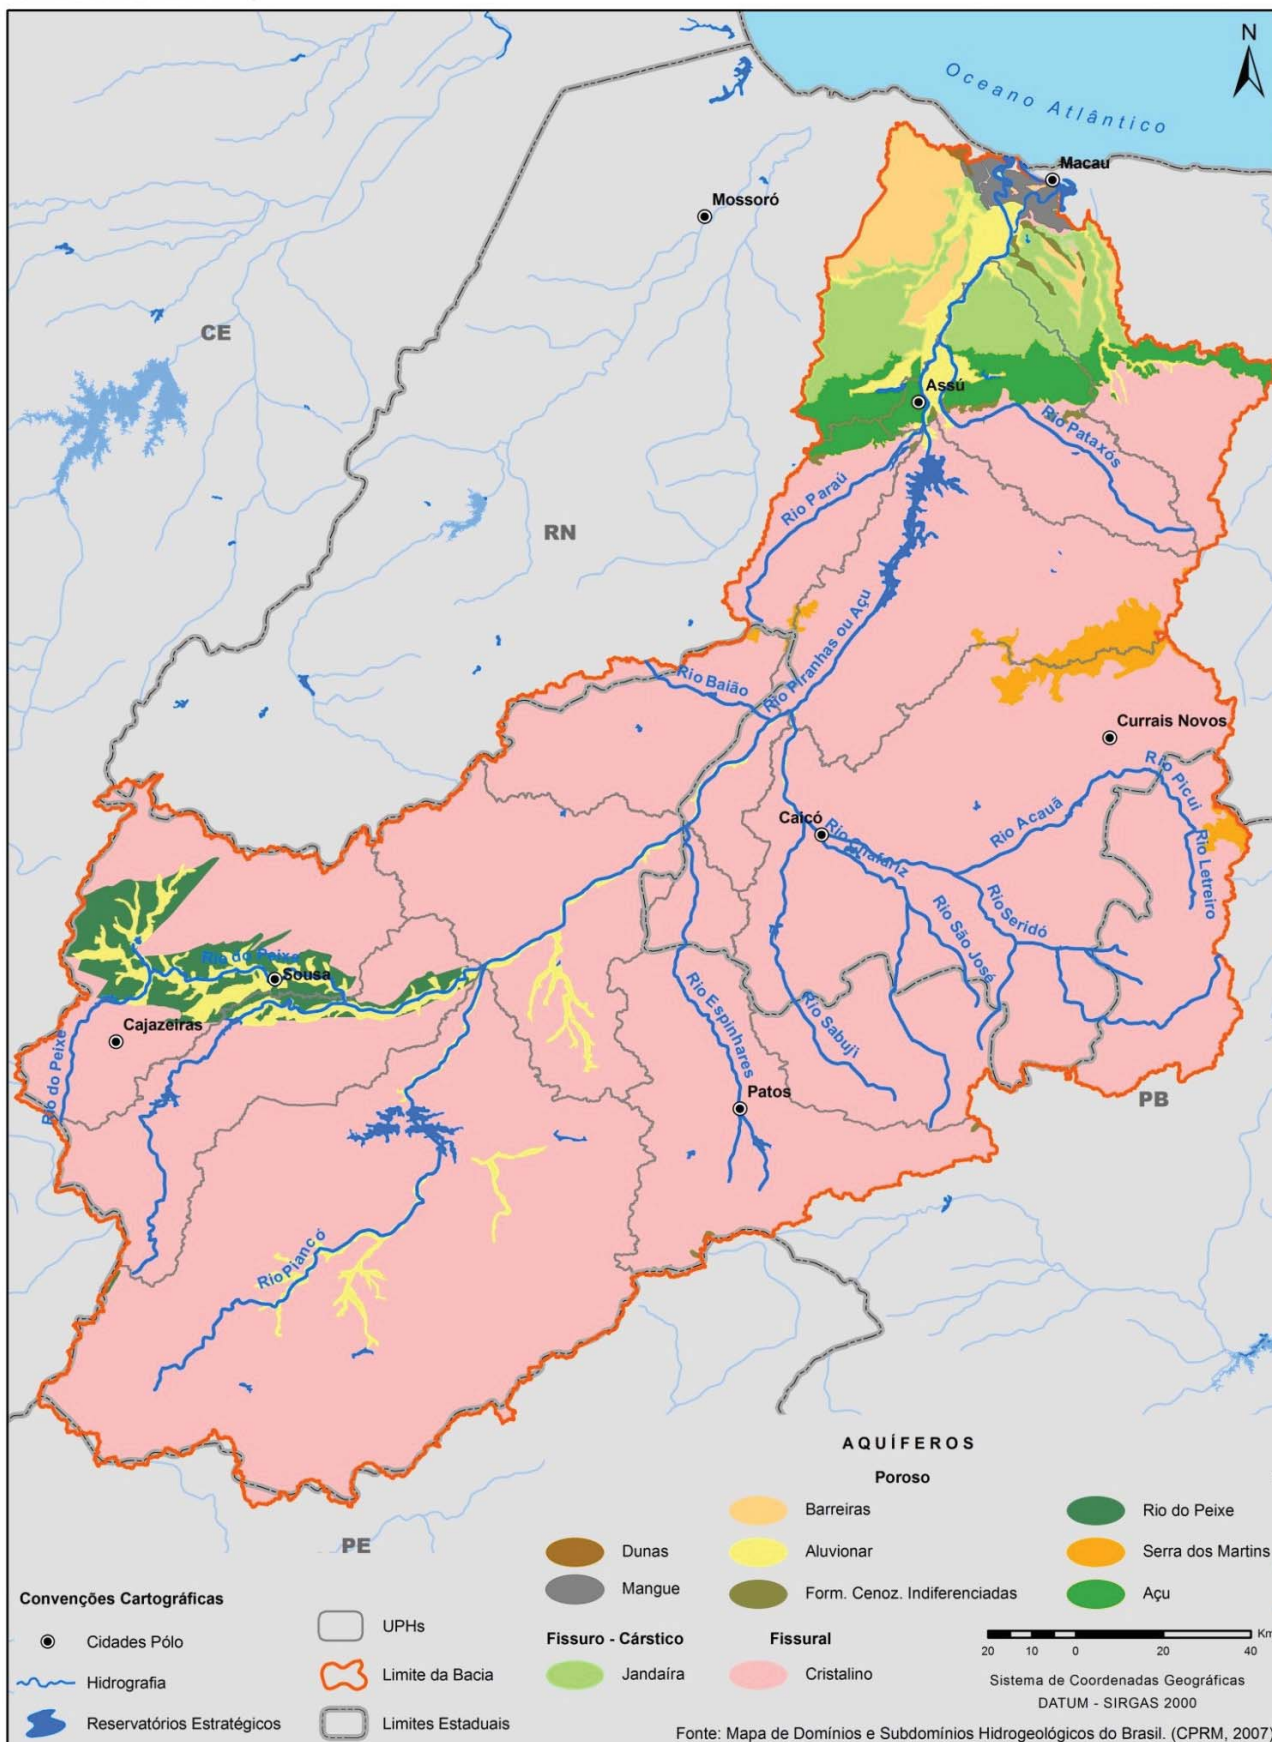 N
Oceano Atlântico
Macau
Mossoró
CE
Assú
Rio Pataxós
Rio Paraú
RN
Rio Piranhas ou Açu
Rio Baião
Currais Novos
Rio Picui
Caicó
Rio Chafariz
Rio Acauã
Rio Letreiro
Rio Seridó
Rio São José
Rio do Peixe
Sousa
Rio Espinhares
Rio Sabuji
Cajazeiras
Rio do Peixe
Patos
PB
Rio Piancó
PE
AQUÍFEROS
Poroso
Barreiras
Rio do Peixe
Dunas
Aluvionar
Serra dos Martins
Mangue
Form. Cenoz. Indiferenciadas
Açu
Fissuro - Cárstico
Fissural
Jandaíra
Cristalino
Convenções Cartográficas
Cidades Pólo
UPHs
Hidrografia
Limite da Bacia
Reservatórios Estratégicos
Limites Estaduais
Km
20 10 0 20 40
Sistema de Coordenadas Geográficas
DATUM - SIRGAS 2000
Fonte: Mapa de Domínios e Subdomínios Hidrogeológicos do Brasil. (CPRM, 2007)